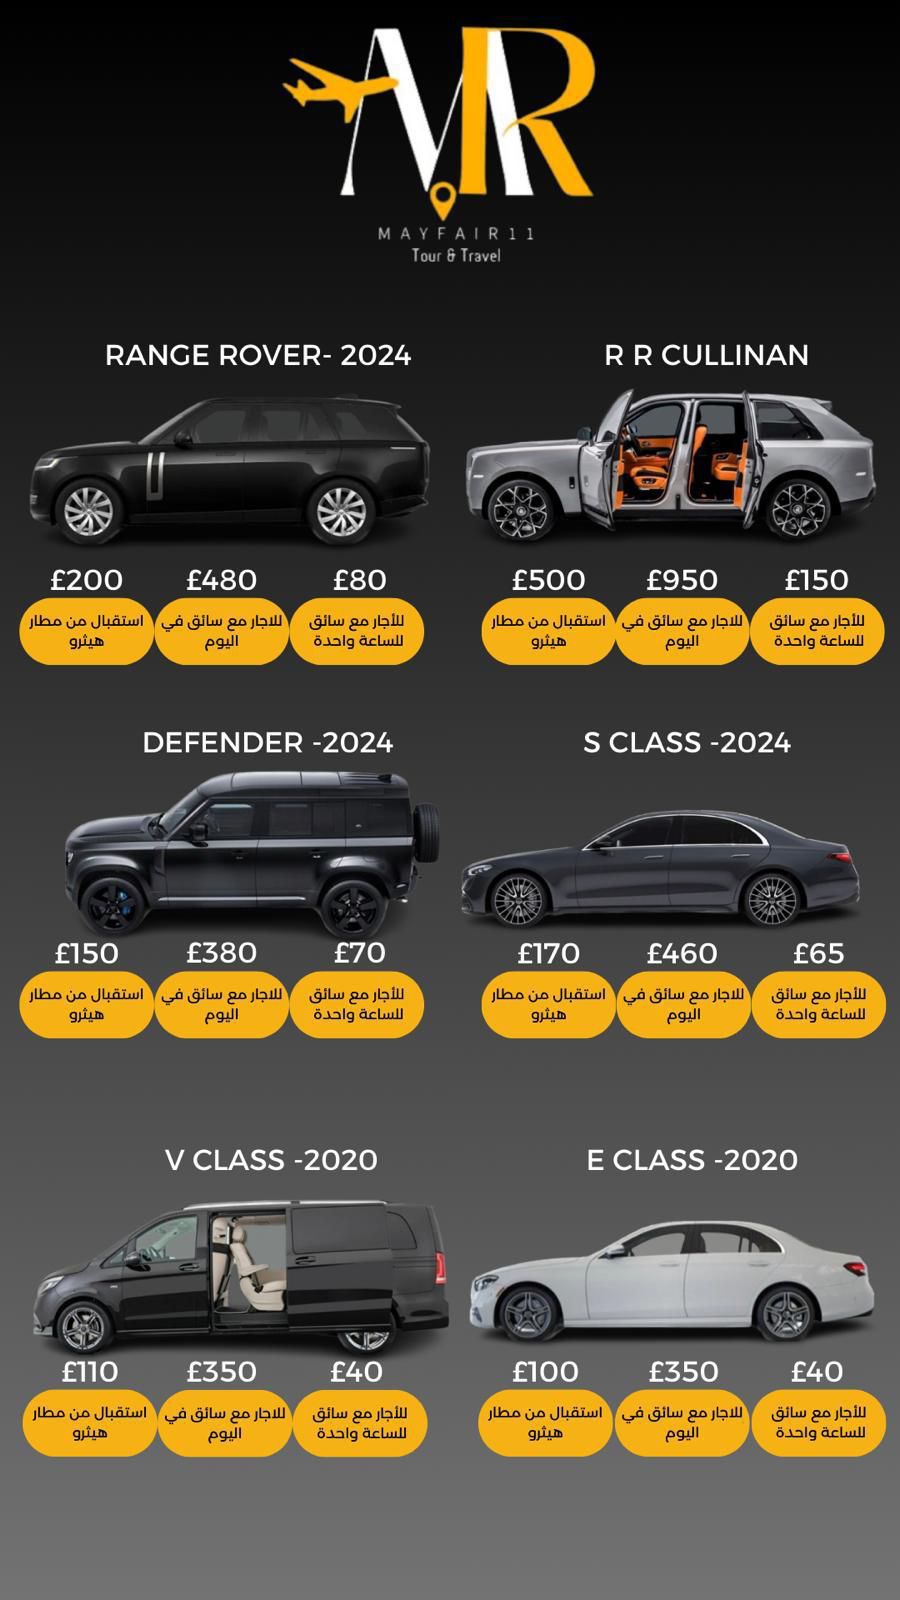 MR
MAYFAIR11
Tour & Travel
RANGE ROVER- 2024
£200
£480
£80
استقبال من مطار
هيثرو
للاجار مع سائق في
اليوم
للأجار مع سائق
للساعة واحدة
R R CULLINAN
£500
£950
£150
استقبال من مطار
هيثرو
للاجار مع سائق في
اليوم
للأجار مع سائق
للساعة واحدة
DEFENDER -2024
£150
£380
£70
استقبال من مطار
هيثرو
للاجار مع سائق في
اليوم
للأجار مع سائق
للساعة واحدة
S CLASS -2024
£170
£460
£65
استقبال من مطار
هيثرو
للاجار مع سائق في
اليوم
للأجار مع سائق
للساعة واحدة
V CLASS -2020
£110
£350
£40
استقبال من مطار
هيثرو
للاجار مع سائق في
اليوم
للأجار مع سائق
للساعة واحدة
E CLASS -2020
£100
£350
£40
استقبال من مطار
هيثرو
للاجار مع سائق في
اليوم
للأجار مع سائق
للساعة واحدة